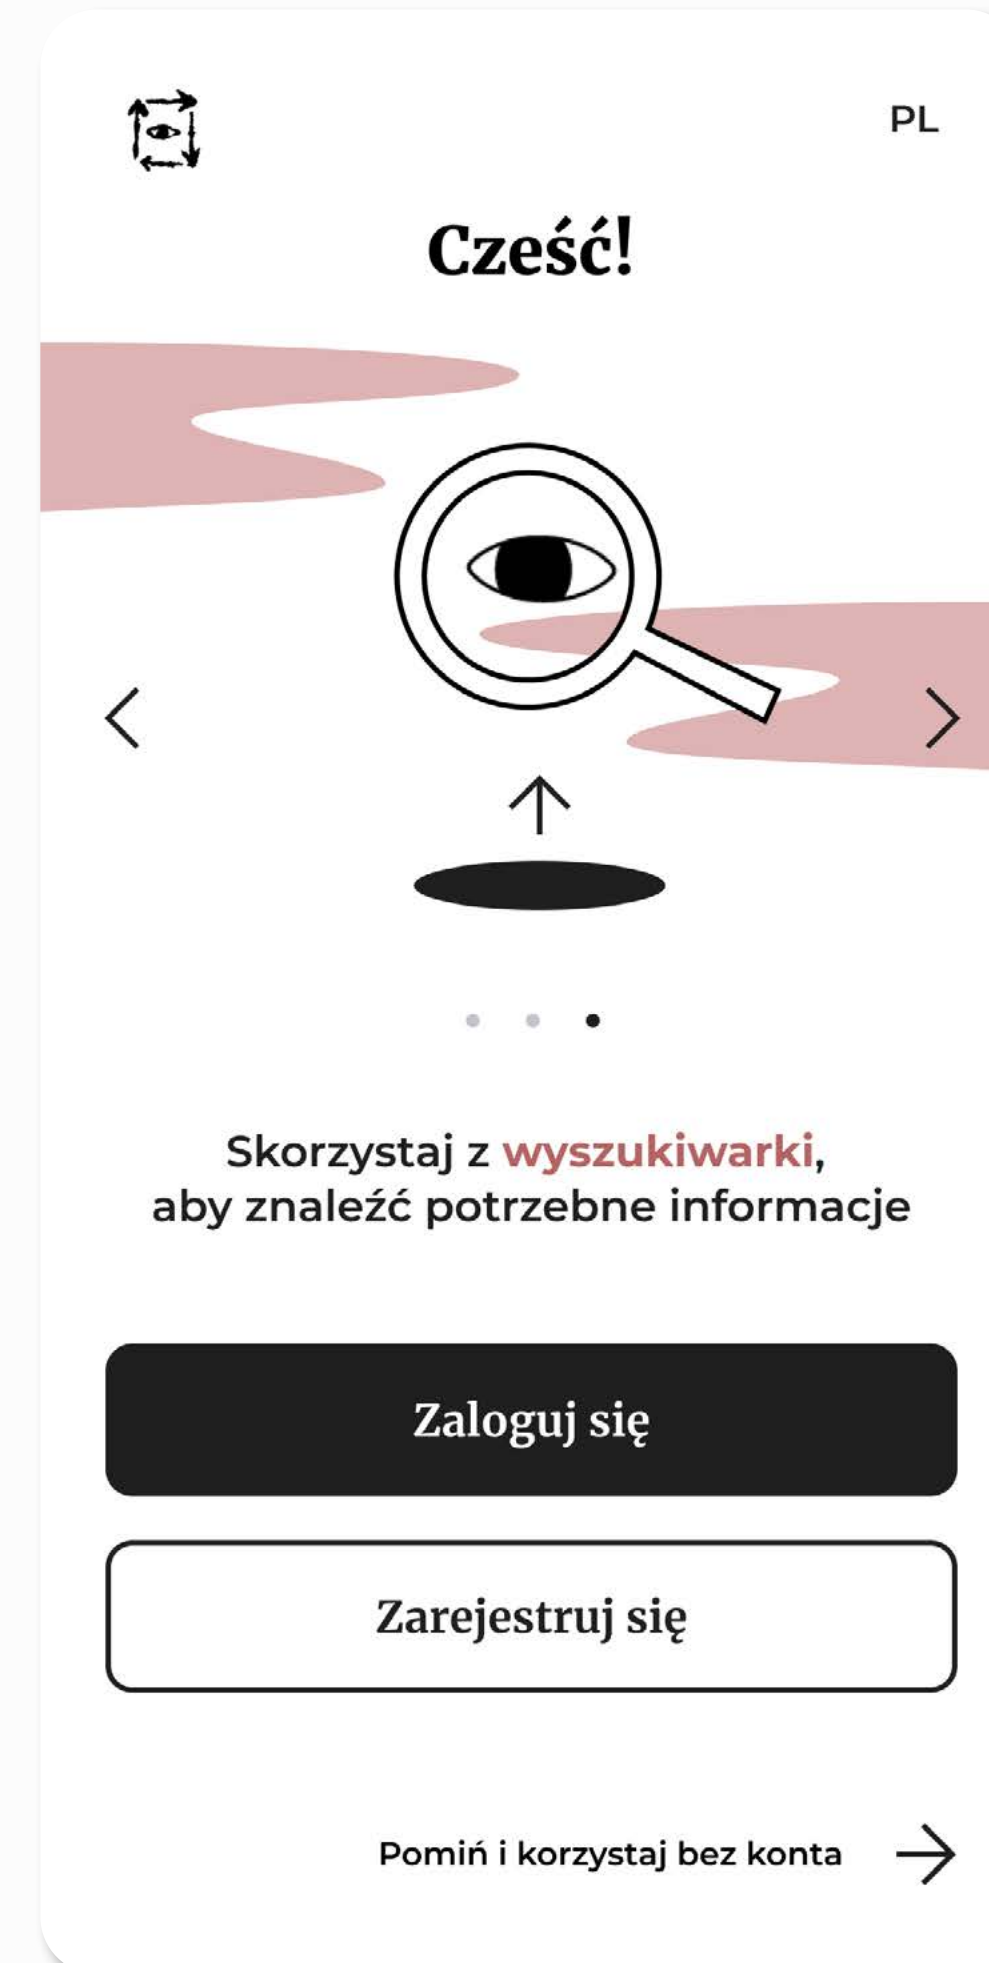 PL
Cześć!
Skorzystaj z wyszukiwarki,
aby znaleźć potrzebne informacje
Zaloguj się
Zarejestruj się
Pomiń i korzystaj bez konta